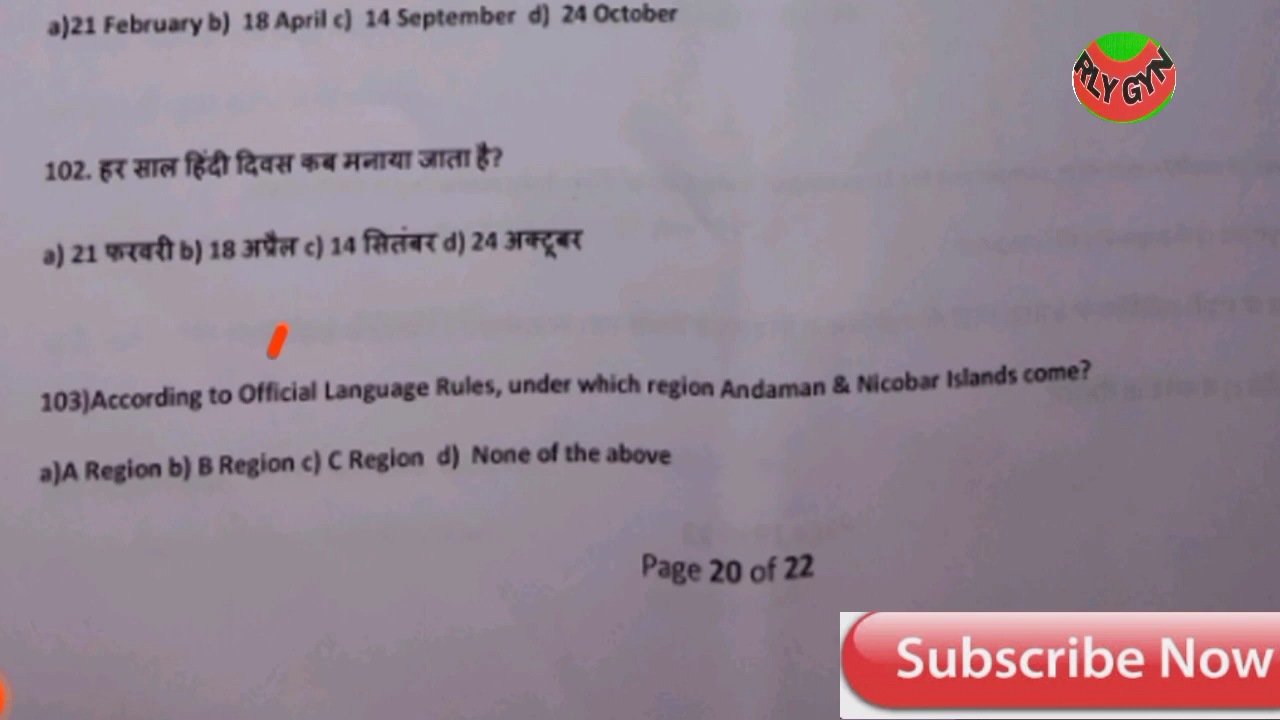 a)21 February b) 18 April c) 14 September d) 24 October
RLY GYN
102. हर साल हिंदी दिवस कब मनाया जाता है?
a) 21 फरवरी b) 18 अप्रैल c) 14 सितंबर d) 24 अक्टूबर
103)According to Official Language Rules, under which region Andaman & Nicobar Islands come?
a)A Region b) B Region c) C Region d) None of the above
Page 20 of 22
Subscribe Now